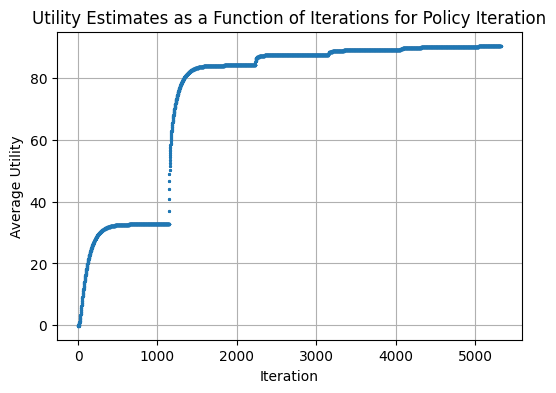 Utility Estimates as a Function of Iterations for Policy Iteration
80
60
40
20
0
Average Utility
0 1000 2000 3000 4000 5000
Iteration